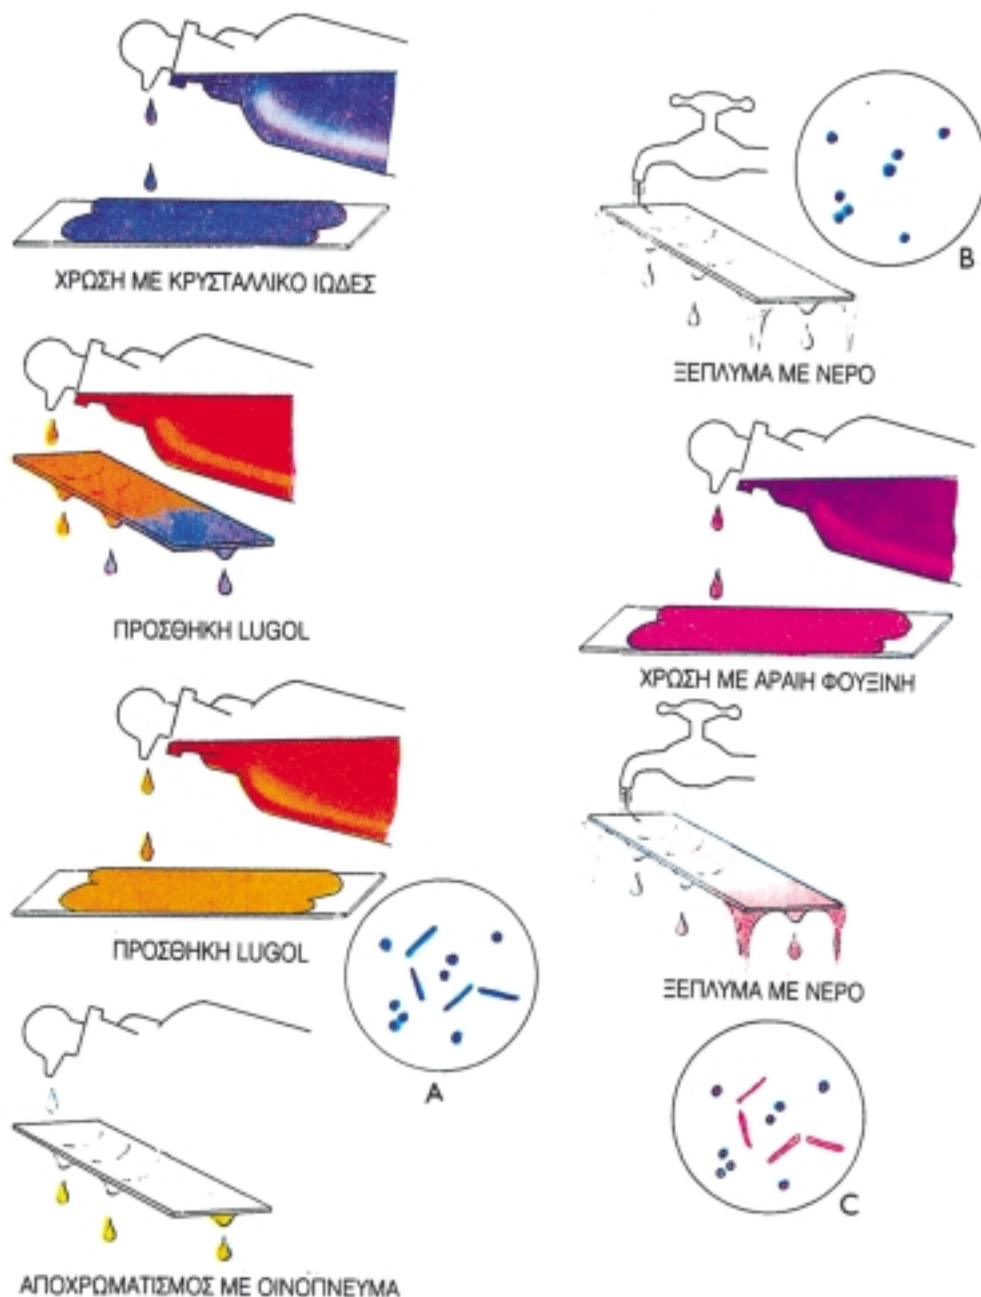 ΧΡΩΣΗ ΜΕ ΚΡΥΣΤΑΛΛΙΚΟ ΙΩΔΕΣ
ΠΡΟΣΘΗΚΗ LUGOL
ΠΡΟΣΘΗΚΗ LUGOL
A
ΑΠΟΧΡΩΜΑΤΙΣΜΟΣ ΜΕ ΟΙΝΟΠΝΕΥΜΑ
B
ΞΕΠΛΥΜΑ ΜΕ ΝΕΡΟ
ΧΡΩΣΗ ΜΕ ΑΡΑΙΗ ΦΟΥΞΙΝΗ
ΞΕΠΛΥΜΑ ΜΕ ΝΕΡΟ
C